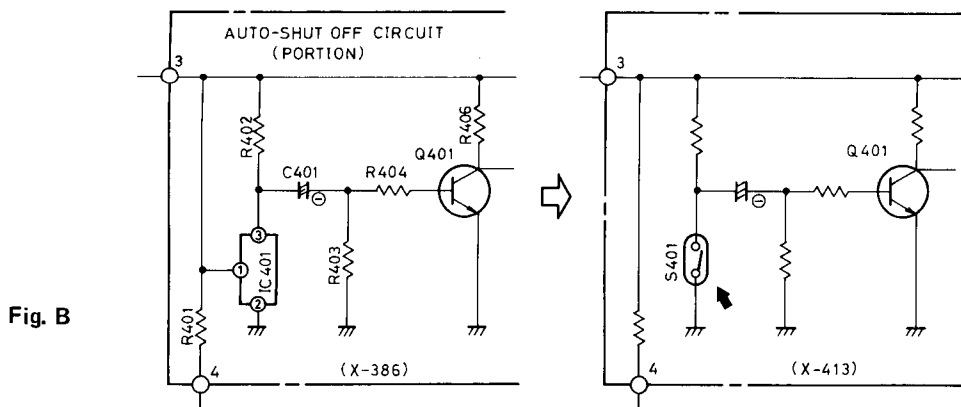 AUTO-SHUT OFF CIRCUIT
(PORTION)
3
R402
R406
Q401
C401
R404
⊖
③
① IC401
②
R403
R401
4
(X-386)
Fig. B
3
Q401
⊖
S401
4
(X-413)